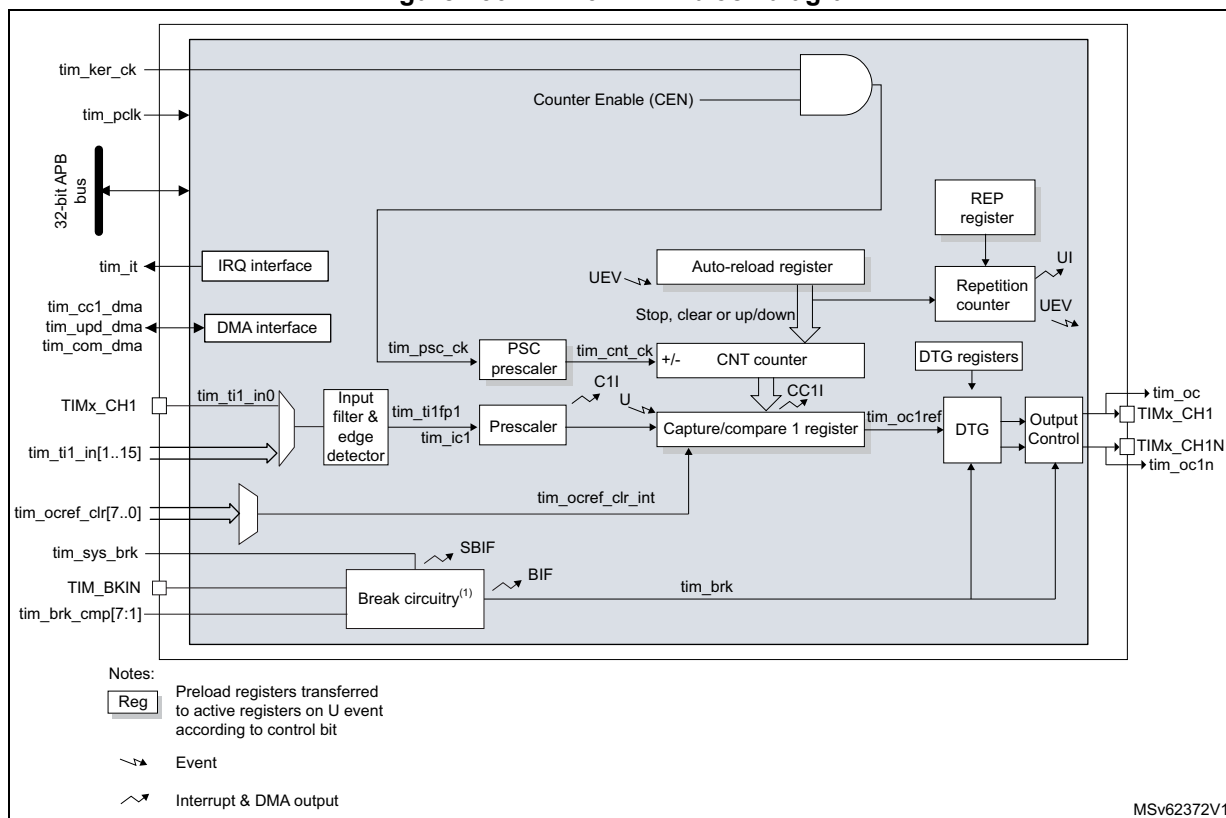 tim_ker_ck
Counter Enable (CEN)
tim_pclk
32-bit APB
bus
REP
register
tim_it
IRQ interface
UEV
Auto-reload register
UI
Repetition
counter
UEV
tim_cc1_dma
tim_upd_dma
tim_com_dma
DMA interface
Stop, clear or up/down
tim_psc_ck
PSC
prescaler
tim_cnt_ck
+/-
CNT counter
DTG registers
TIMx_CH1
tim_ti1_in0
Input
filter &
edge
detector
tim_ti1fp1
tim_ic1
C1I
Prescaler
U
CC1I
Capture/compare 1 register
tim_oc1ref
DTG
Output
Control
tim_oc
TIMx_CH1
TIMx_CH1N
tim_oc1n
tim_ti1_in[1..15]
tim_ocref_clr[7..0]
tim_ocref_clr_int
tim_sys_brk
SBIF
TIM_BKIN
Break circuitry(1)
BIF
tim_brk
tim_brk_cmp[7:1]
Notes:
Reg
Preload registers transferred
to active registers on U event
according to control bit
Event
Interrupt & DMA output
MSv62372V1